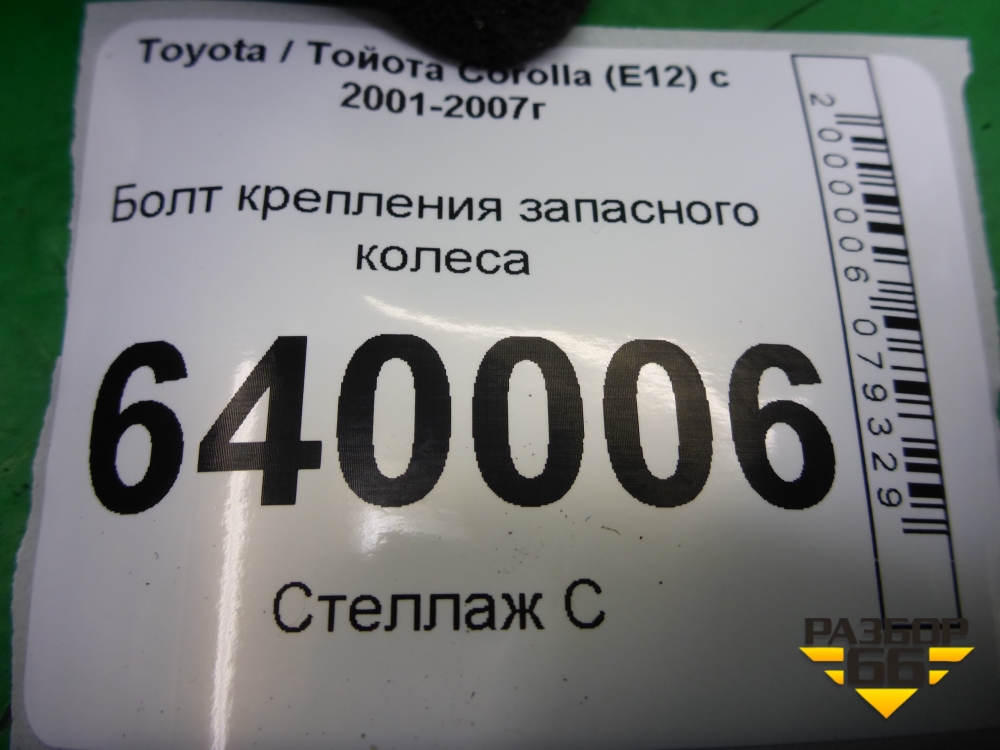 Toyota / Тойота Corolla (E12) с
2001-2007г
Болт крепления запасного
колеса
640006
Стеллаж С
2000006079329
РАЗБОР
66